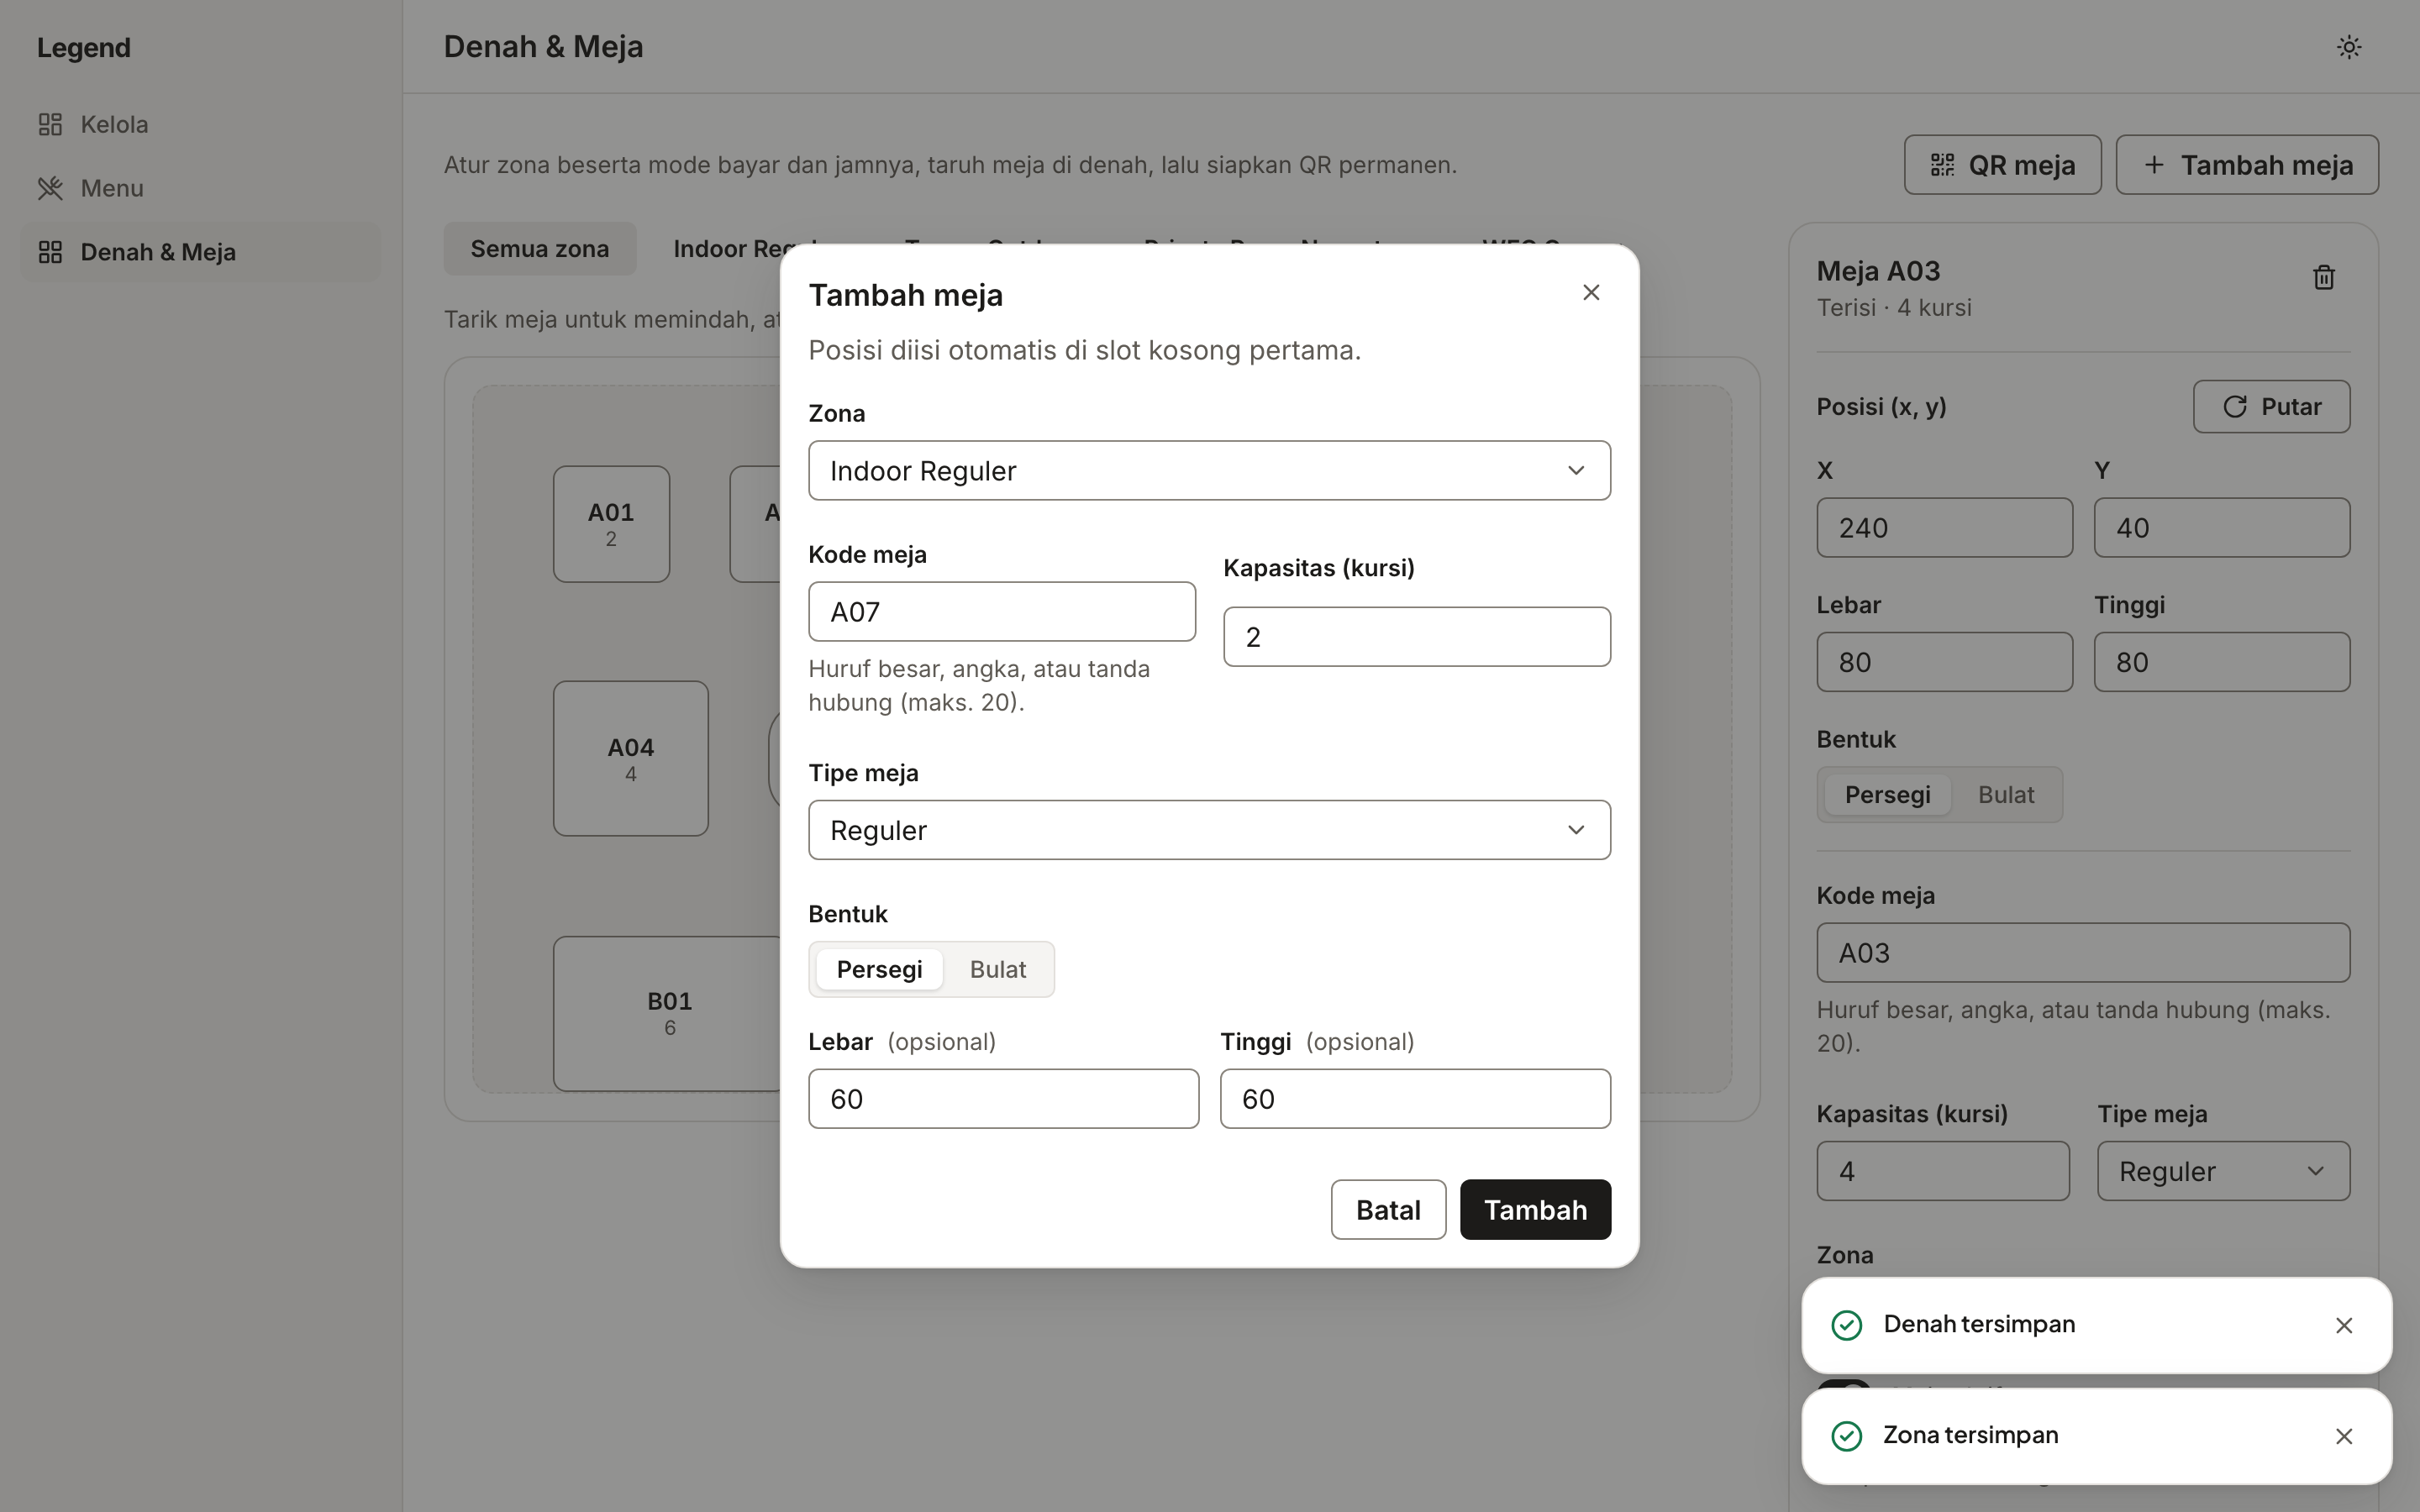 Legend
Kelola
Menu
Denah & Meja
Denah & Meja
Atur zona beserta mode bayar dan jamnya, taruh meja di denah, lalu siapkan QR permanen.
QR meja
Tambah meja
Semua zona
Tarik meja untuk memindah,
A01
2
A04
4
B01
6
Tambah meja
Posisi diisi otomatis di slot kosong pertama.
Zona
Indoor Reguler
Kode meja
A07
Huruf besar, angka, atau tanda
hubung (maks. 20).
Kapasitas (kursi)
2
Tipe meja
Reguler
Bentuk
Persegi Bulat
Lebar (opsional)
60
Tinggi (opsional)
60
Batal
Tambah
Meja A03
Terisi · 4 kursi
Posisi (x, y)
Putar
X
240
Y
40
Lebar
80
Tinggi
80
Bentuk
Persegi Bulat
Kode meja
A03
Huruf besar, angka, atau tanda hubung (maks.
20).
Kapasitas (kursi)
4
Tipe meja
Reguler
Zona
Denah tersimpan
Zona tersimpan